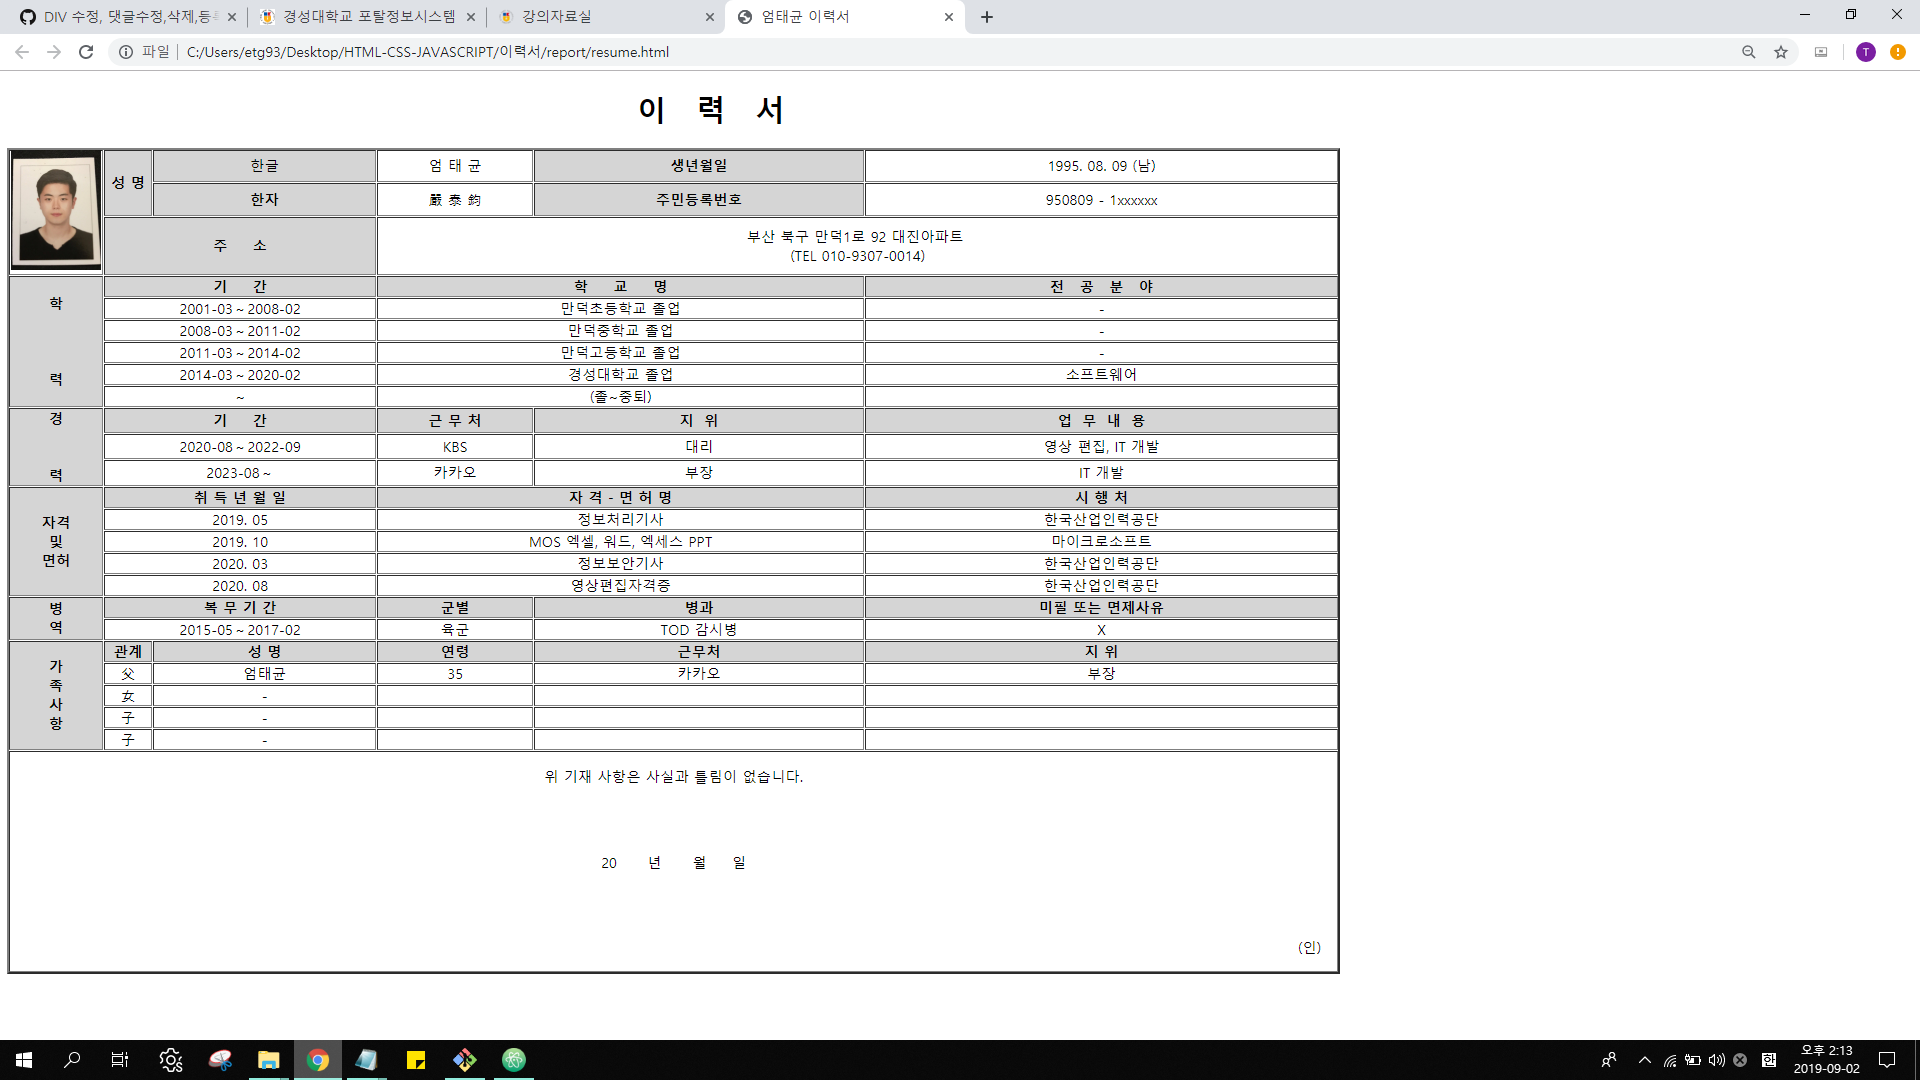 DIV 수정, 댓글수정,삭제,등록
경성대학교 포탈정보시스템
강의자료실
엄태균 이력서
파일
C:/Users/etg93/Desktop/HTML-CSS-JAVASCRIPT/이력서/report/resume.html
T
이 력 서
성 명 한글 엄 태 균 생년월일 1995. 08. 09 (남)
한자 嚴 泰 鈞 주민등록번호 950809 - 1xxxxxx
주 소 부산 북구 만덕1로 92 대진아파트
(TEL 010-9307-0014)
학 력
기 간 학 교 명 전 공 분 야
2001-03 ~ 2008-02 만덕초등학교 졸업 -
2008-03 ~ 2011-02 만덕중학교 졸업 -
2011-03 ~ 2014-02 만덕고등학교 졸업 -
2014-03 ~ 2020-02 경성대학교 졸업 소프트웨어
~ (졸~중퇴)
경 력
기 간 근 무 처 지 위 업 무 내 용
2020-08 ~ 2022-09 KBS 대리 영상 편집, IT 개발
2023-08 ~ 카카오 부장 IT 개발
자격
및
면허
취 득 년 월 일 자 격 - 면 허 명 시 행 처
2019. 05 정보처리기사 한국산업인력공단
2019. 10 MOS 엑셀, 워드, 엑세스 PPT 마이크로소프트
2020. 03 정보보안기사 한국산업인력공단
2020. 08 영상편집자격증 한국산업인력공단
병
역
복 무 기 간 군별 병과 미필 또는 면제사유
2015-05 ~ 2017-02 육군 TOD 감시병 X
가
족
사
항
관계 성 명 연령 근무처 지 위
父 엄태균 35 카카오 부장
女 -
子 -
子 -
위 기재 사항은 사실과 틀림이 없습니다.
20 년 월 일
(인)
한
오후 2:13
2019-09-02